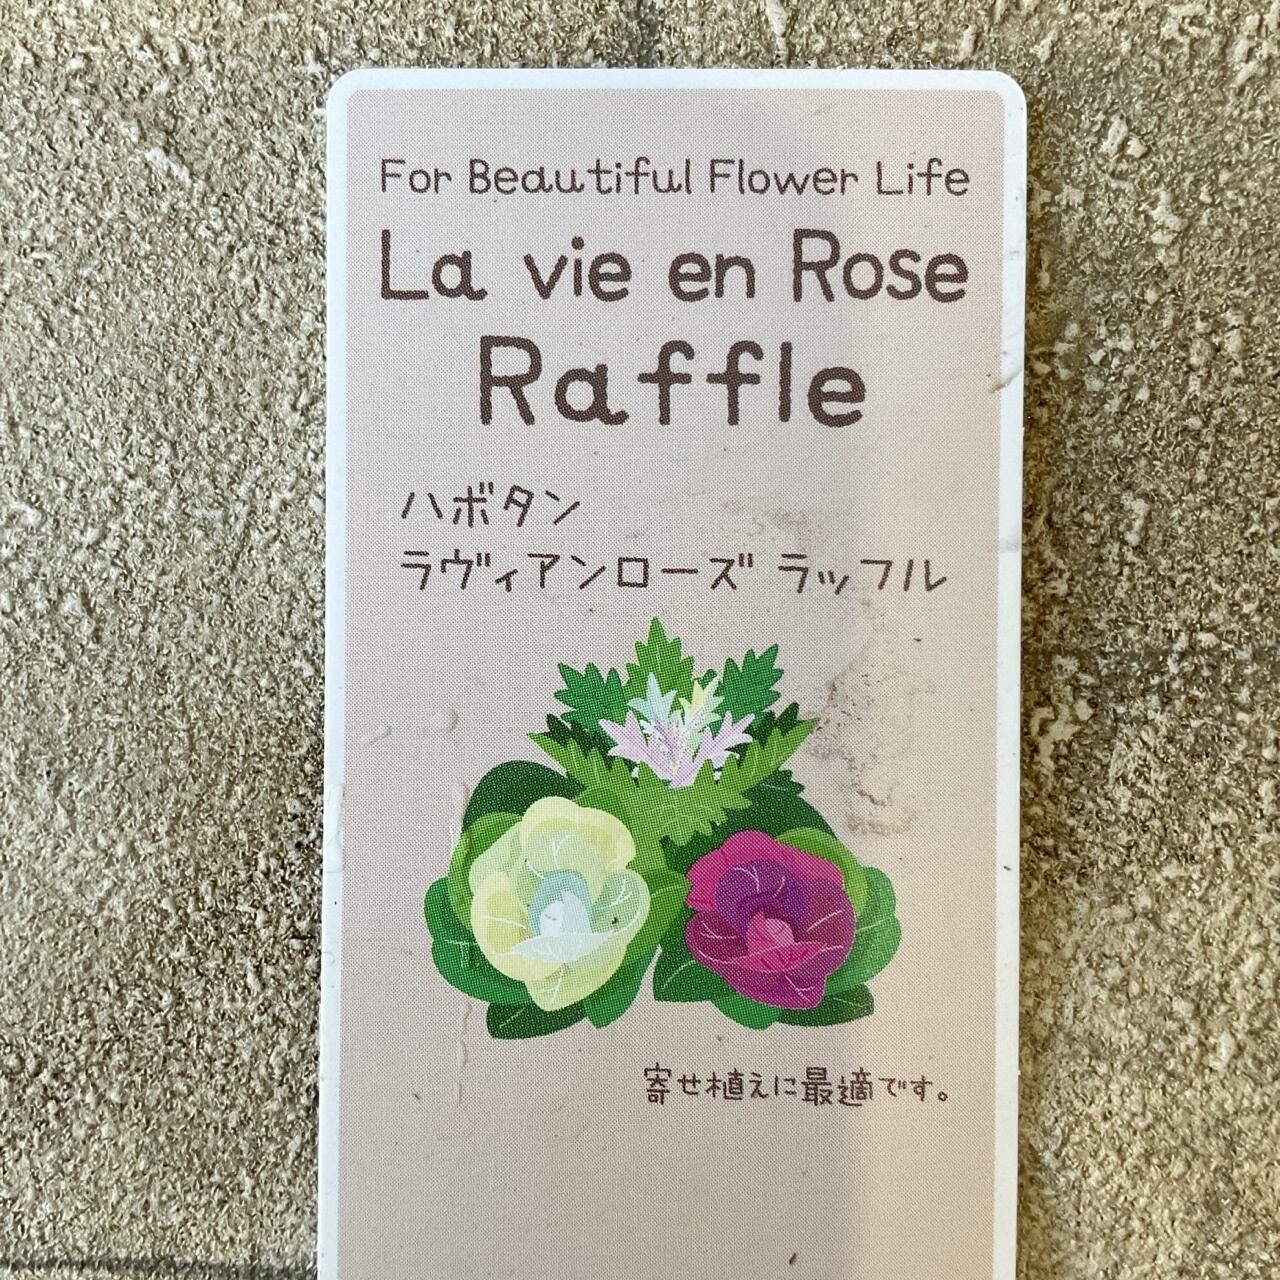 For Beautiful Flower Life
La vie en Rose
Raffle
ハボタン
ラヴィアンローズ ラッフル
寄せ植えに最適です。